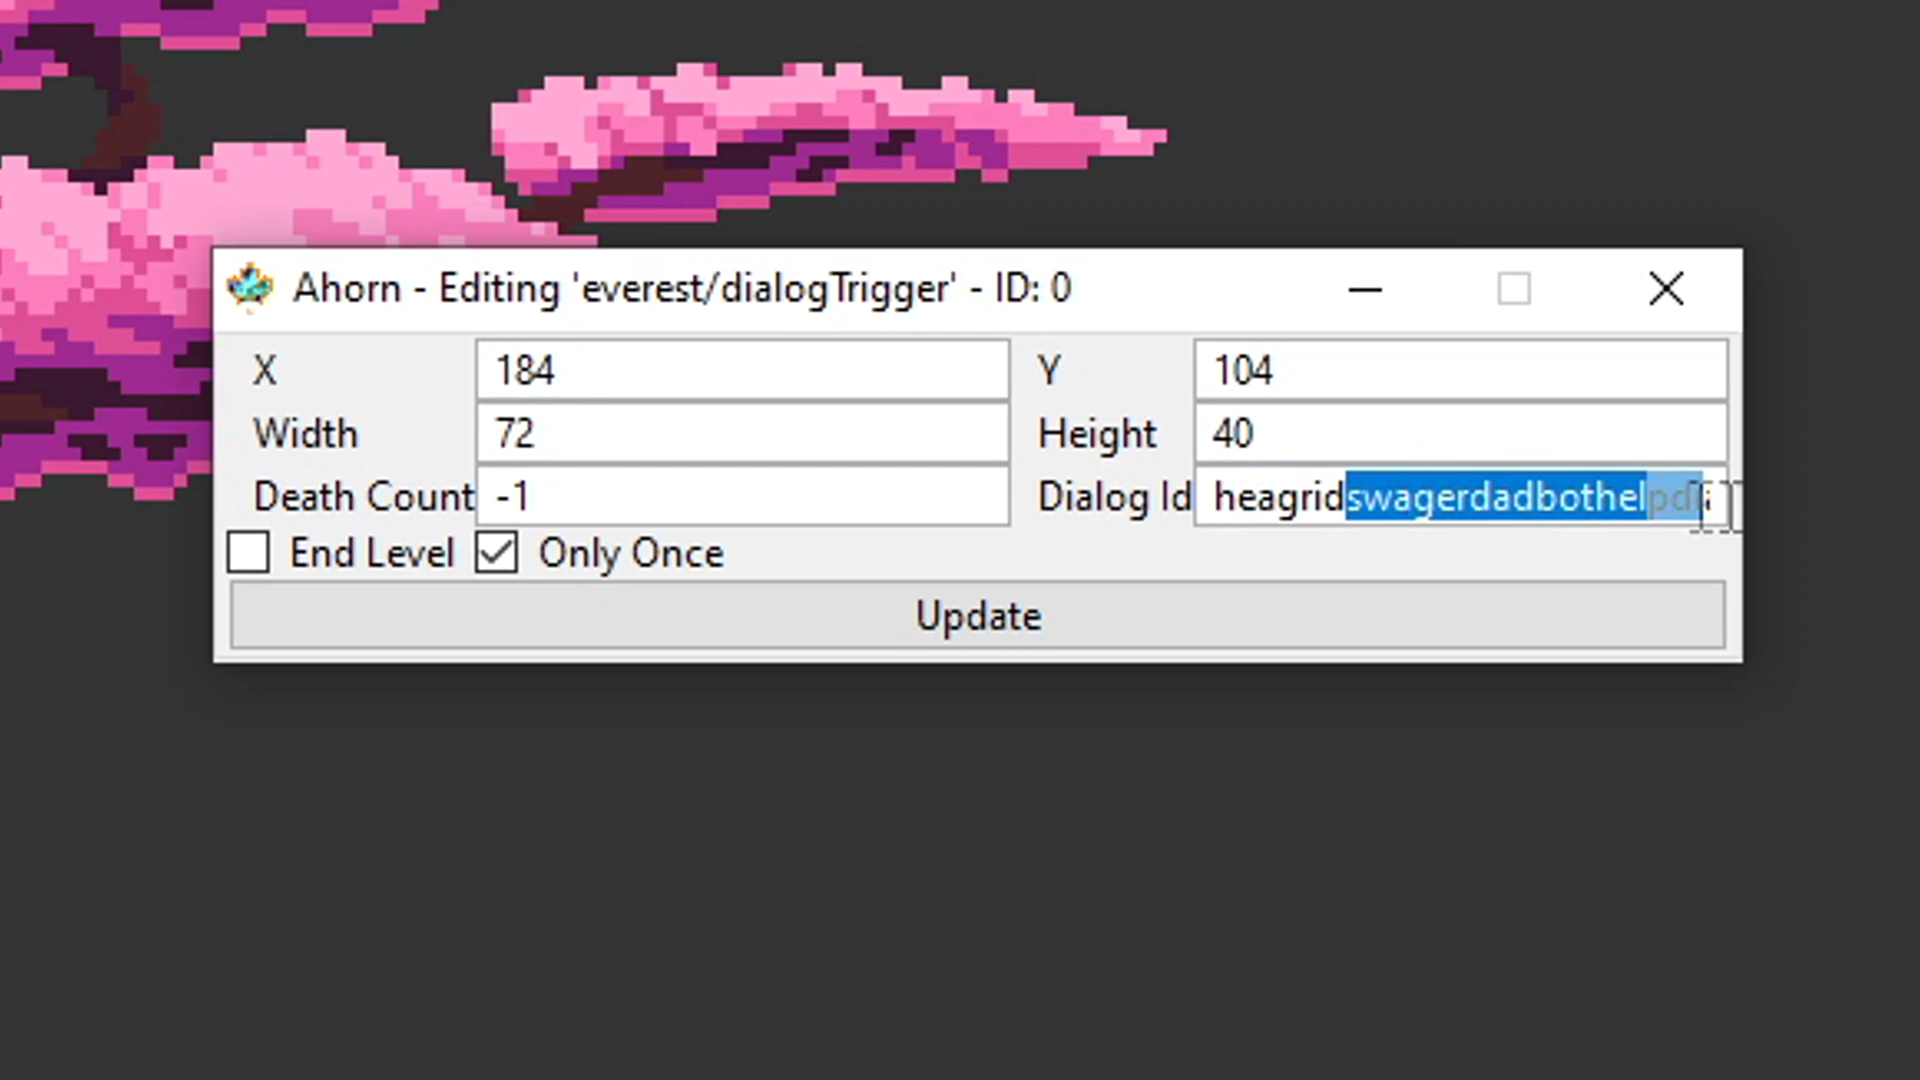 Ahorn - Editing 'everest/dialogTrigger' - ID: 0
X 184 Y 104
Width 72 Height 40
Death Count -1 Dialog Id
End Level Only Once
Update